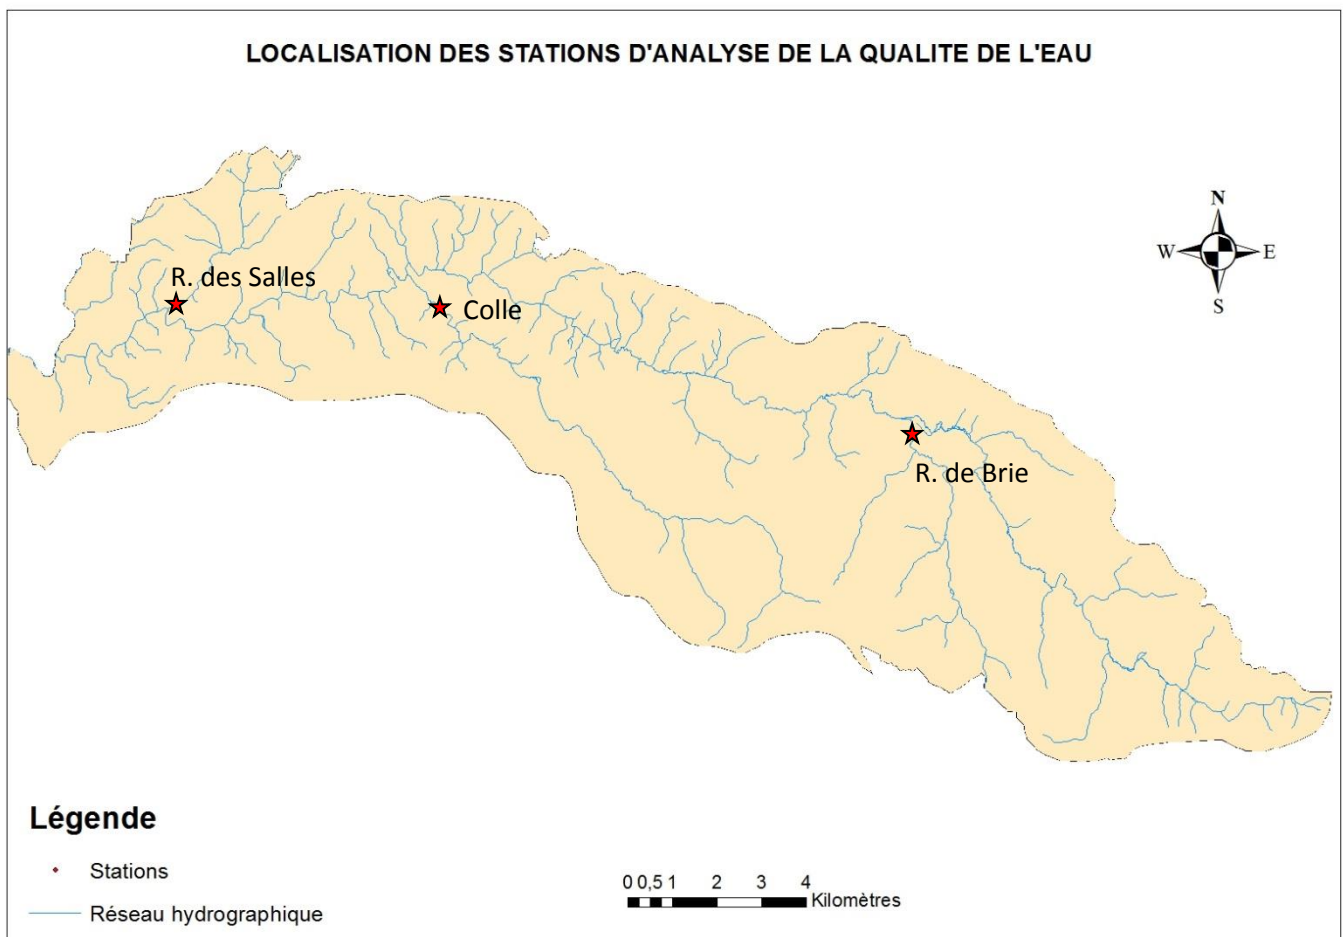 LOCALISATION DES STATIONS D'ANALYSE DE LA QUALITE DE L'EAU
N
W E
S
R. des Salles
Colle
R. de Brie
Légende
Stations
Réseau hydrographique
0 0,5 1 2 3 4
Kilomètres